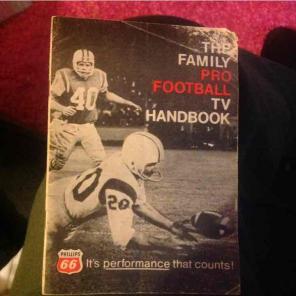 THE
FAMILY
PRO
FOOTBALL
TV
HANDBOOK
40
20
PHILLIPS
66
It's performance that counts!